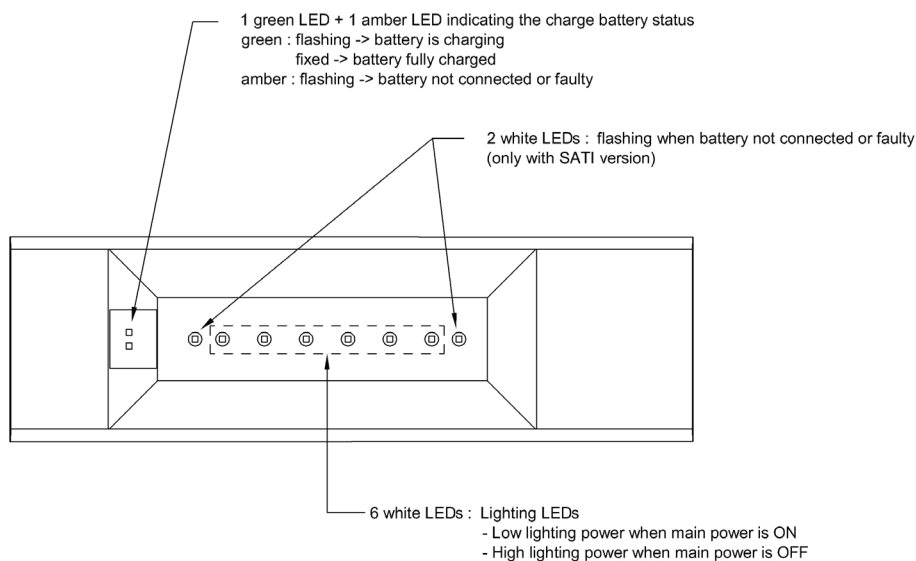 1 green LED + 1 amber LED indicating the charge battery status
green : flashing -> battery is charging
fixed -> battery fully charged
amber : flashing -> battery not connected or faulty
2 white LEDs : flashing when battery not connected or faulty
(only with SATI version)
6 white LEDs : Lighting LEDs
- Low lighting power when main power is ON
- High lighting power when main power is OFF